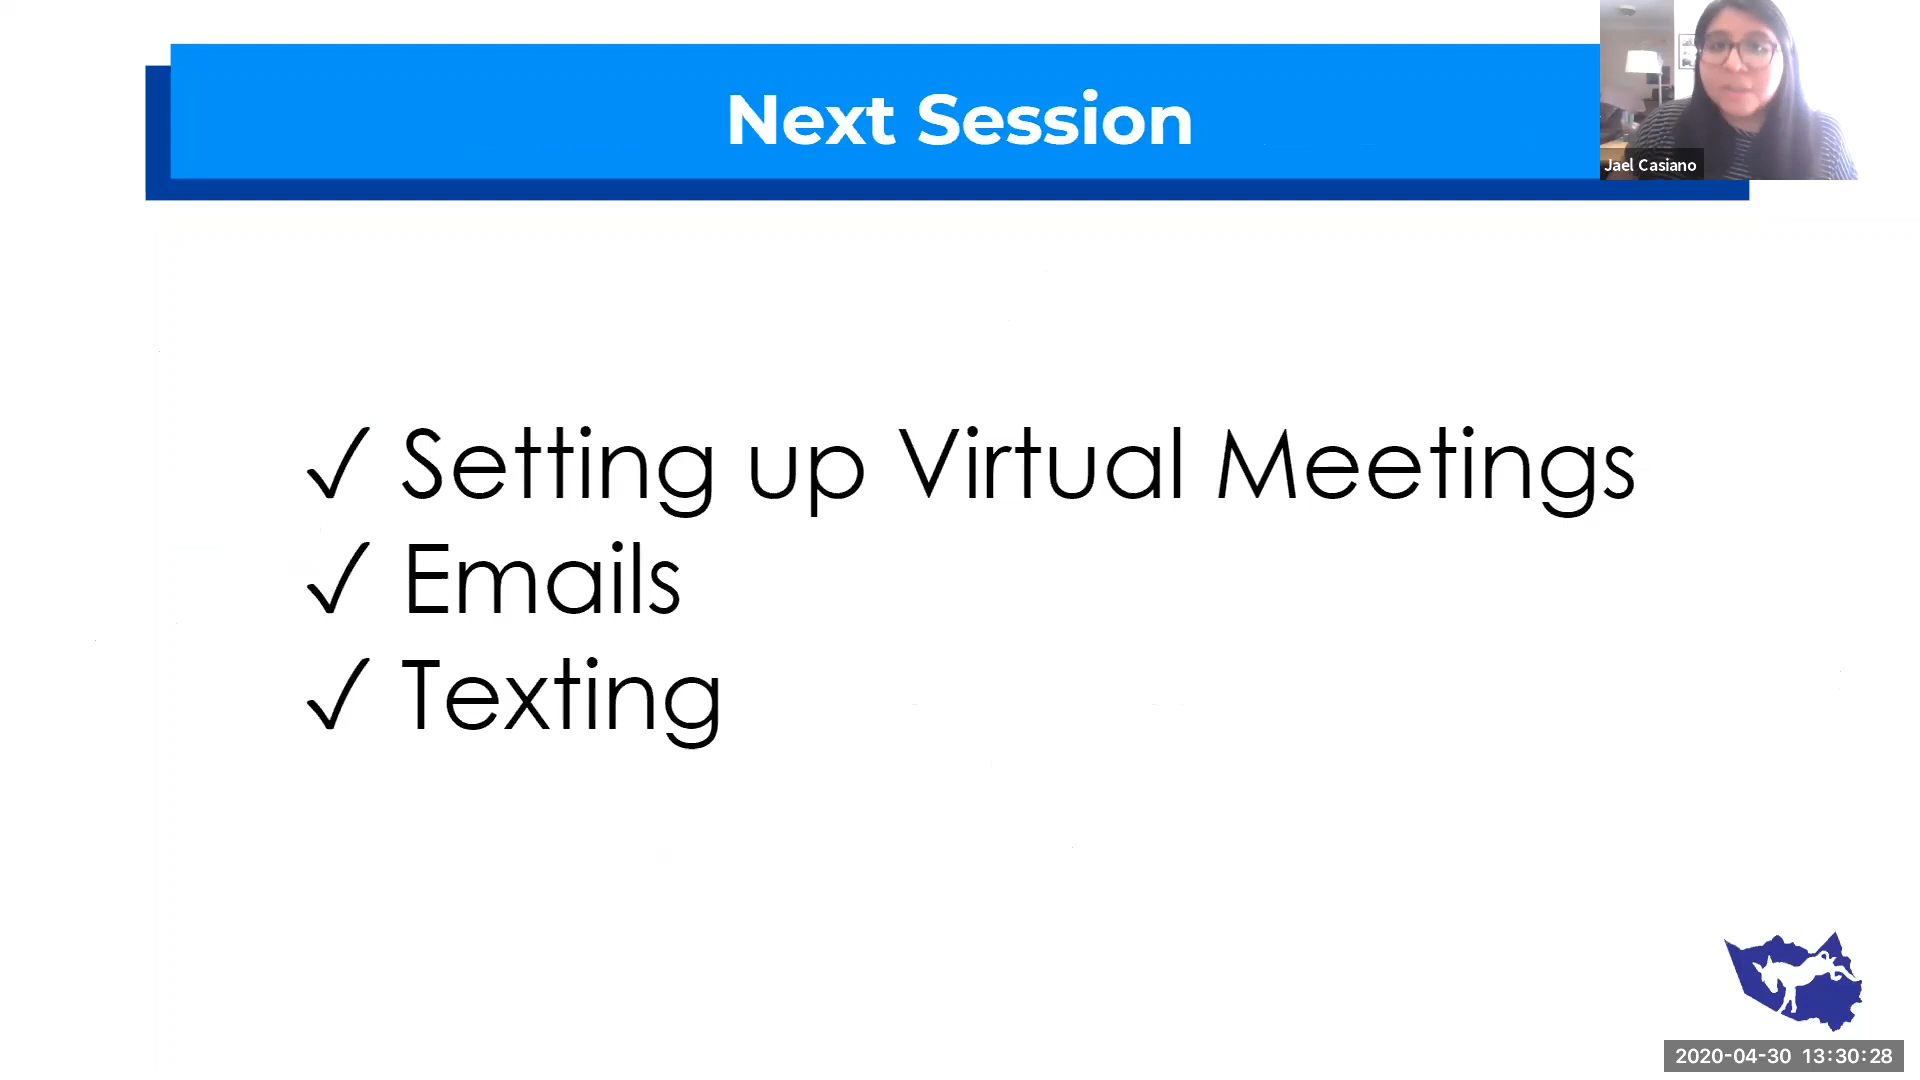 Next Session
Jael Casiano
✓ Setting up Virtual Meetings
✓ Emails
✓ Texting
2020-04-30 13:30:28